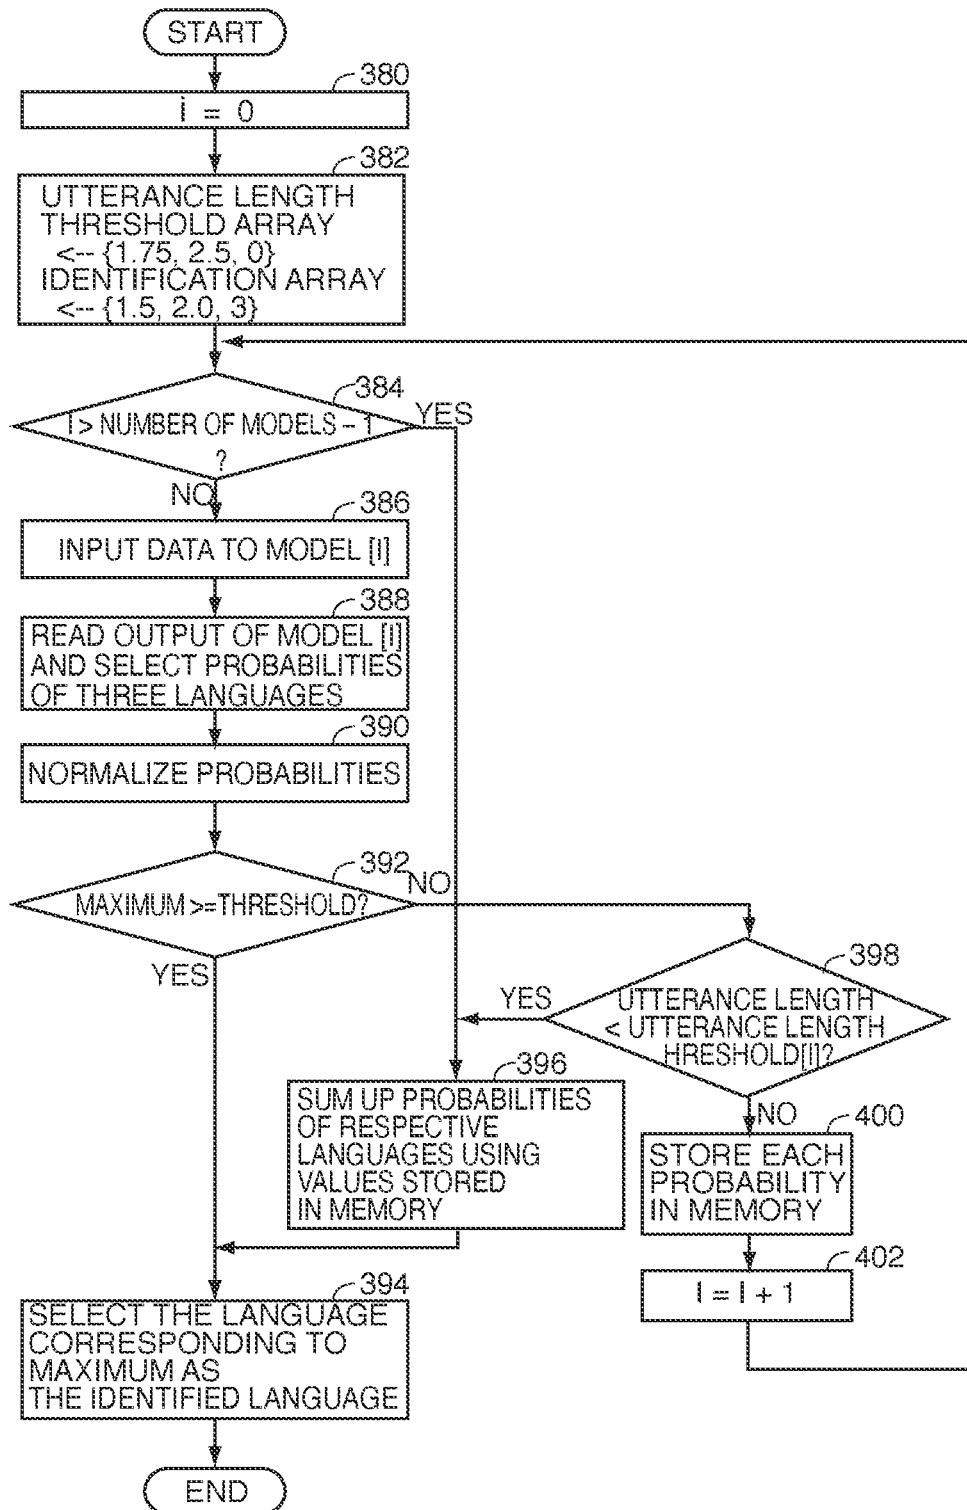 START
380
i = 0
382
UTTERANCE LENGTH
THRESHOLD ARRAY
<-- {1.75, 2.5, 0}
IDENTIFICATION ARRAY
<-- {1.5, 2.0, 3}
384
I > NUMBER OF MODELS – 1
?
YES
NO
386
INPUT DATA TO MODEL [I]
388
READ OUTPUT OF MODEL [I]
AND SELECT PROBABILITIES
OF THREE LANGUAGES
390
NORMALIZE PROBABILITIES
392
MAXIMUM >=THRESHOLD?
NO
YES
398
UTTERANCE LENGTH
< UTTERANCE LENGTH
HRESHOLD[I]?
YES
NO
396
SUM UP PROBABILITIES
OF RESPECTIVE
LANGUAGES USING
VALUES STORED
IN MEMORY
400
STORE EACH
PROBABILITY
IN MEMORY
402
I = I + 1
394
SELECT THE LANGUAGE
CORRESPONDING TO
MAXIMUM AS
THE IDENTIFIED LANGUAGE
END